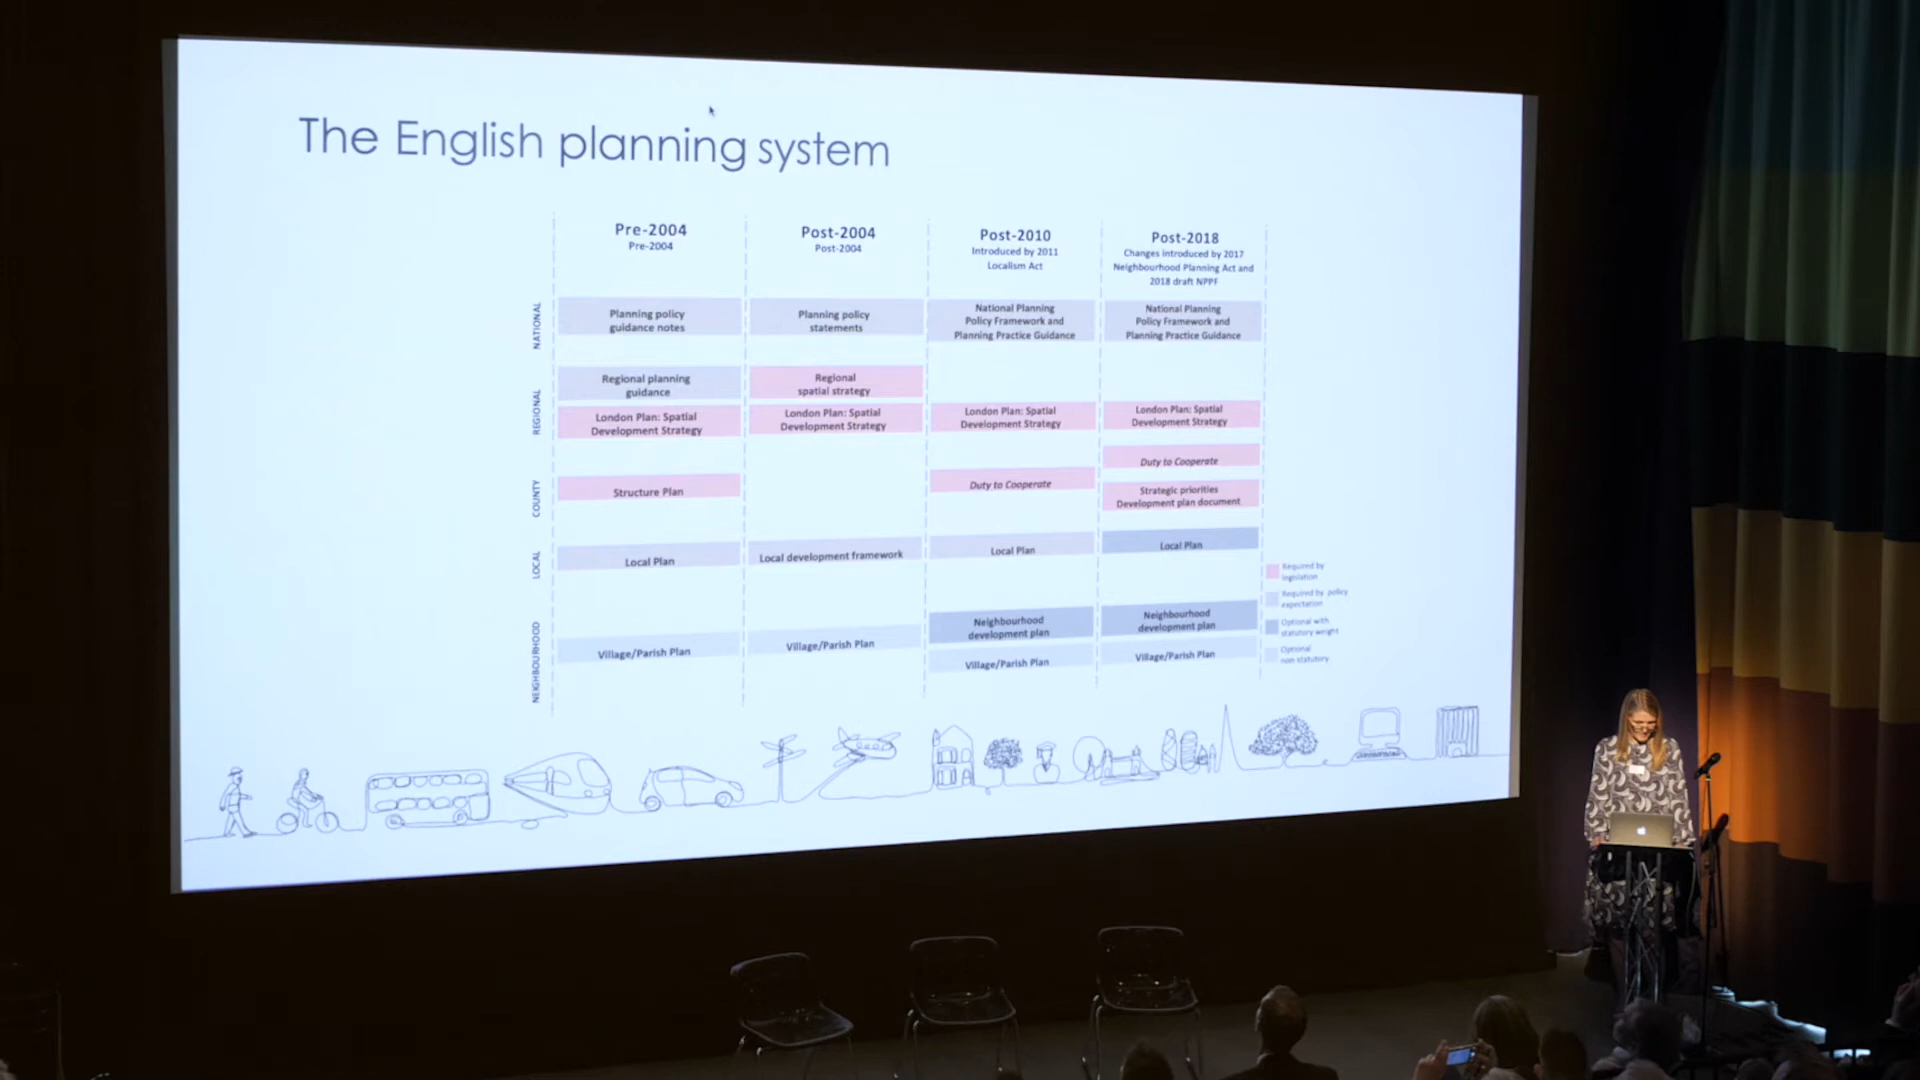 The English planning system
Pre-2004
Pre-2004
Post-2004
Post-2004
Post-2010
Introduced by 2011
Localism Act
Post-2018
Changes introduced by 2017
Neighbourhood Planning Act and
2018 draft NPPF
NATIONAL
Planning policy
guidance notes
Planning policy
statements
National Planning
Policy Framework and
Planning Practice Guidance
National Planning
Policy Framework and
Planning Practice Guidance
REGIONAL
Regional planning
guidance
Regional
spatial strategy
London Plan: Spatial
Development Strategy
London Plan: Spatial
Development Strategy
London Plan: Spatial
Development Strategy
London Plan: Spatial
Development Strategy
COUNTY
Structure Plan
Duty to Cooperate
Duty to Cooperate
Strategic priorities
Development plan document
LOCAL
Local Plan
Local development framework
Local Plan
Local Plan
NEIGHBOURHOOD
Village/Parish Plan
Village/Parish Plan
Neighbourhood
development plan
Village/Parish Plan
Neighbourhood
development plan
Village/Parish Plan
Required by
legislation
Required by policy
expectation
Optional with
statutory weight
Optional
non statutory